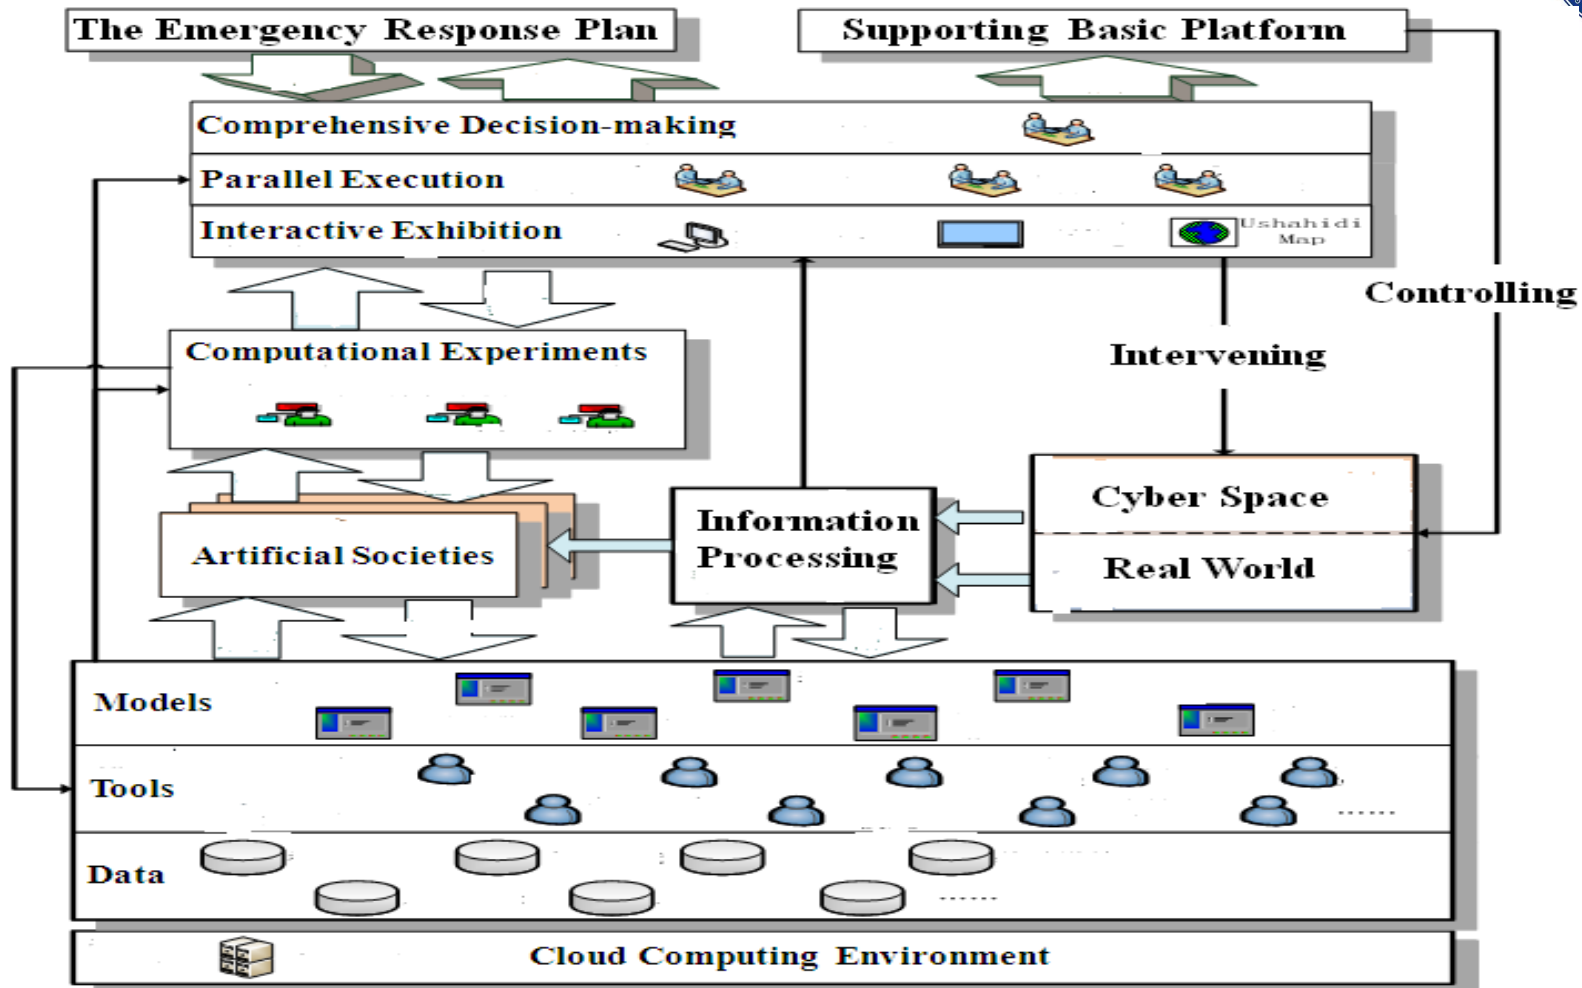 The Emergency Response Plan
Supporting Basic Platform
Comprehensive Decision-making
Parallel Execution
Interactive Exhibition
Ushahidi
Map
Controlling
Computational Experiments
Intervening
Cyber Space
Information
Processing
Artificial Societies
Real World
Models
Tools
......
Data
......
Cloud Computing Environment